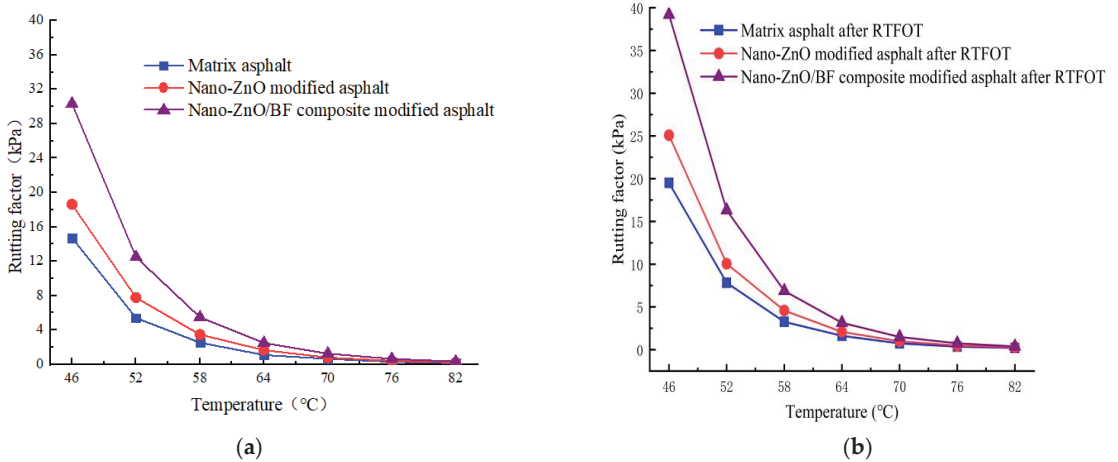 40
36
32
28
24
20
16
12
8
4
0
Rutting factor（kPa）
Matrix asphalt
Nano-ZnO modified asphalt
Nano-ZnO/BF composite modified asphalt
46 52 58 64 70 76 82
Temperature（℃）
(a)
40
35
30
25
20
15
10
5
0
Rutting factor (kPa)
Matrix asphalt after RTFOT
Nano-ZnO modified asphalt after RTFOT
Nano-ZnO/BF composite modified asphalt after RTFOT
46 52 58 64 70 76 82
Temperature (℃)
(b)